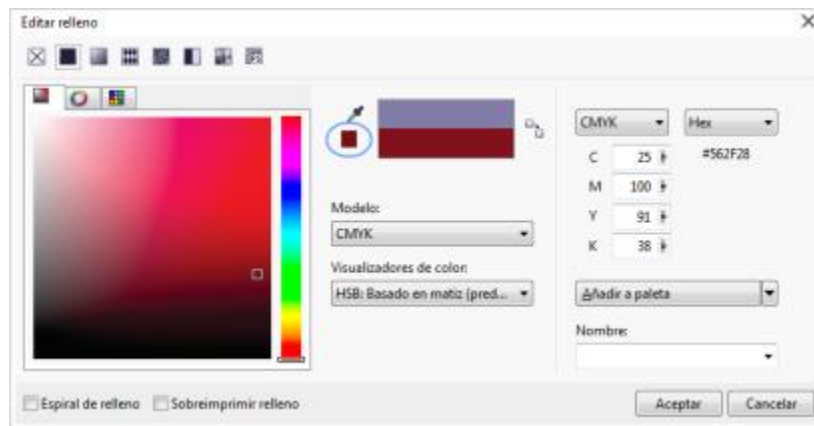 Editar relleno
CMYK
Hex
C 25
#562F28
M 100
Y 91
K 38
Modelo:
CMYK
Visualizadores de color:
HSB: Basado en matiz (pred...
Añadir a paleta
Nombre:
Espiral de relleno Sobreimprimir relleno
Aceptar Cancelar